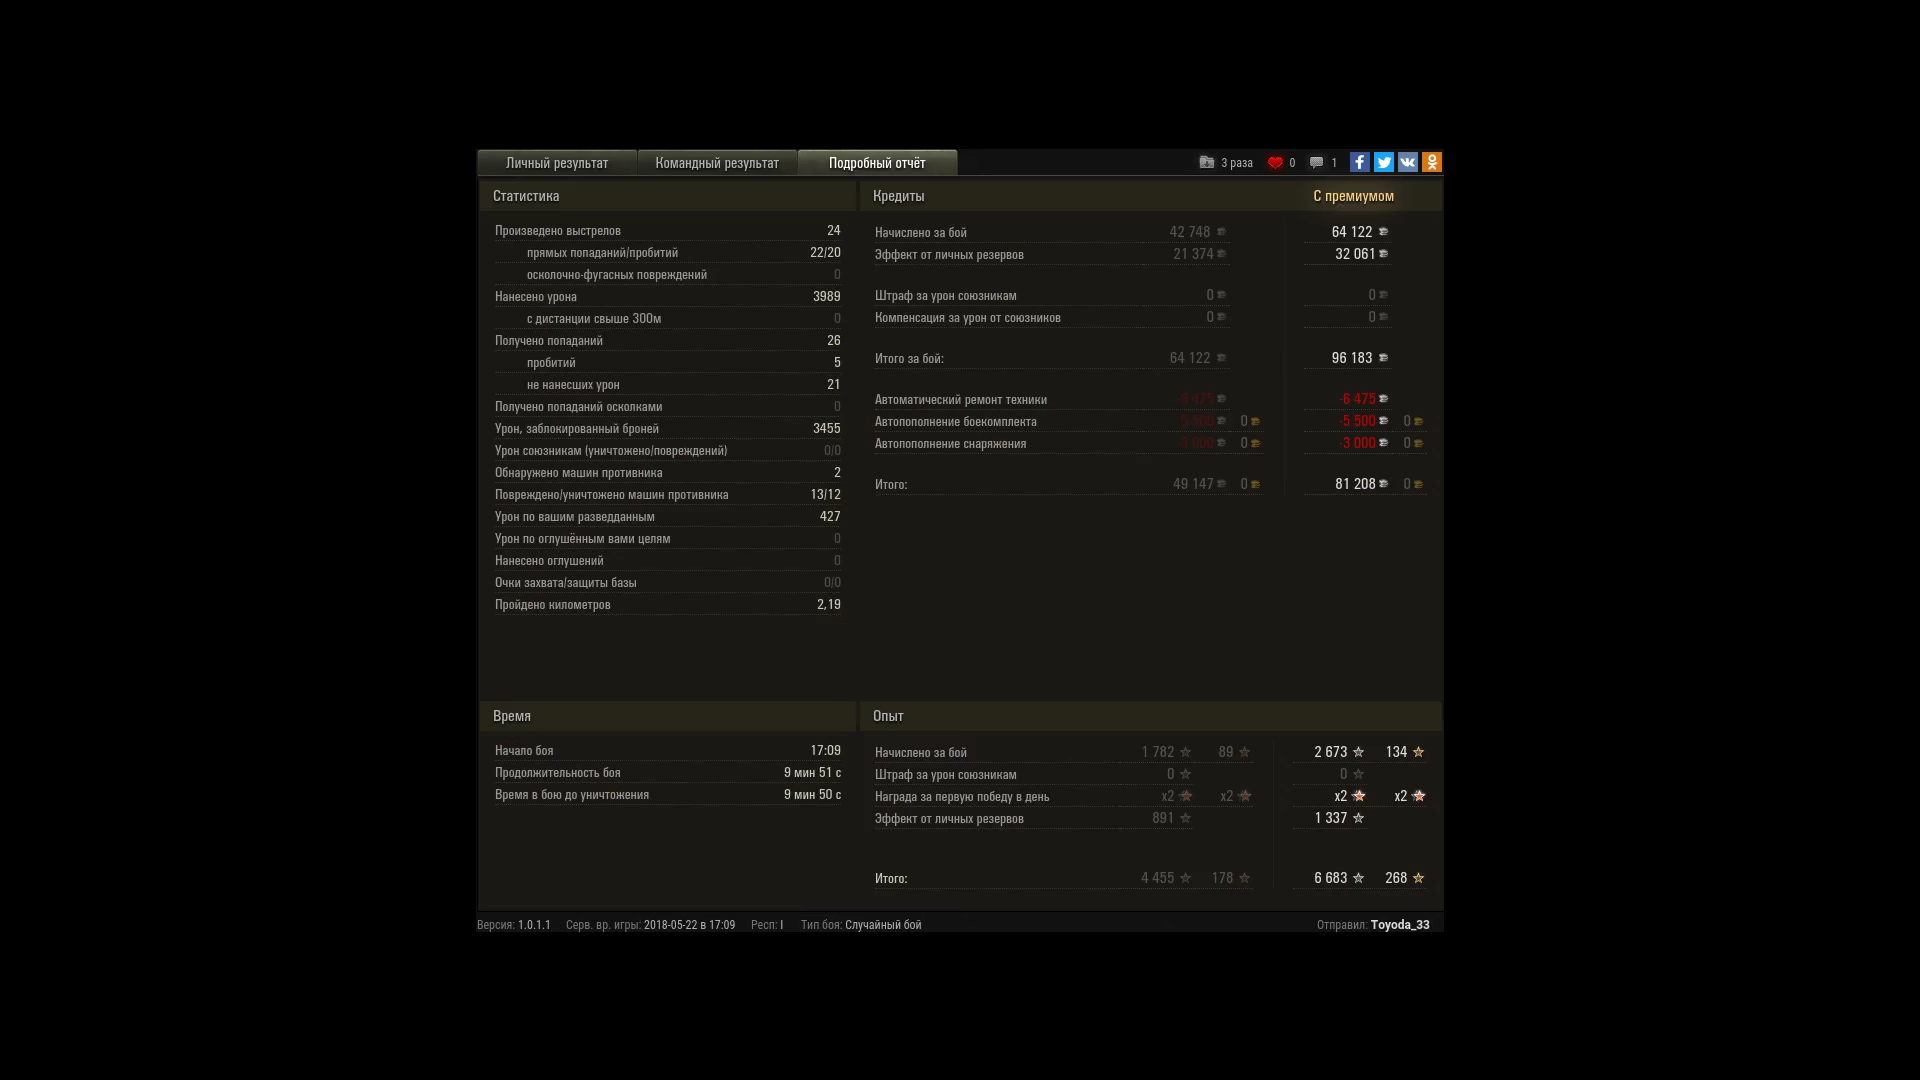 Личный результат Командный результат Подробный отчёт 3 раза 0 1
Статистика
Произведено выстрелов 24
прямых попаданий/пробитий 22/20
осколочно-фугасных повреждений 0
Нанесено урона 3989
с дистанции свыше 300м 0
Получено попаданий 26
пробитий 5
не нанесших урон 21
Получено попаданий осколками 0
Урон, заблокированный броней 3455
Урон союзникам (уничтожено/повреждений) 0/0
Обнаружено машин противника 2
Повреждено/уничтожено машин противника 13/12
Урон по вашим разведданным 427
Урон по оглушённым вами целям 0
Нанесено оглушений 0
Очки захвата/защиты базы 0/0
Пройдено километров 2,19
Кредиты С премиумом
Начислено за бой 42 748 64 122
Эффект от личных резервов 21 374 32 061
Штраф за урон союзникам 0 0
Компенсация за урон от союзников 0 0
Итого за бой: 64 122 96 183
Автоматический ремонт техники -6 475 -6 475
Автопополнение боекомплекта -5 500 0 -5 500 0
Автопополнение снаряжения -3 000 0 -3 000 0
Итого: 49 147 0 81 208 0
Время
Начало боя 17:09
Продолжительность боя 9 мин 51 с
Время в бою до уничтожения 9 мин 50 с
Опыт
Начислено за бой 1 782 89 2 673 134
Штраф за урон союзникам 0 0
Награда за первую победу в день x2 x2 x2 x2
Эффект от личных резервов 891 1 337
Итого: 4 455 178 6 683 268
Версия: 1.0.1.1 Серв. вр. игры: 2018-05-22 в 17:09 Респ: I Тип боя: Случайный бой Отправил: Toyoda_33